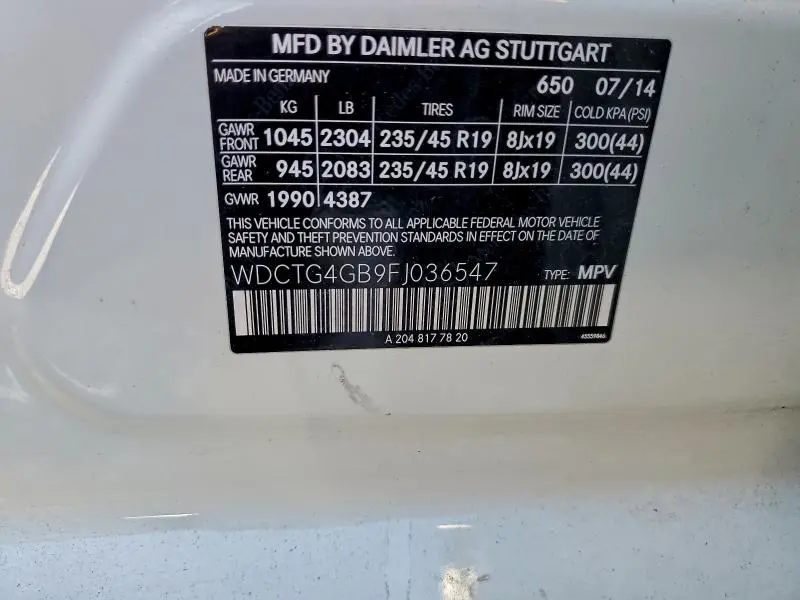 MFD BY DAIMLER AG STUTTGART
MADE IN GERMANY 650 07/14
KG LB TIRES RIM SIZE COLD KPA (PSI)
GAWR FRONT 1045 2304 235/45 R19 8Jx19 300(44)
GAWR REAR 945 2083 235/45 R19 8Jx19 300(44)
GVWR 1990 4387
THIS VEHICLE CONFORMS TO ALL APPLICABLE FEDERAL MOTOR VEHICLE
SAFETY AND THEFT PREVENTION STANDARDS IN EFFECT ON THE DATE OF
MANUFACTURE SHOWN ABOVE.
WDCTG4GB9FJ036547 TYPE: MPV
A 204 817 78 20